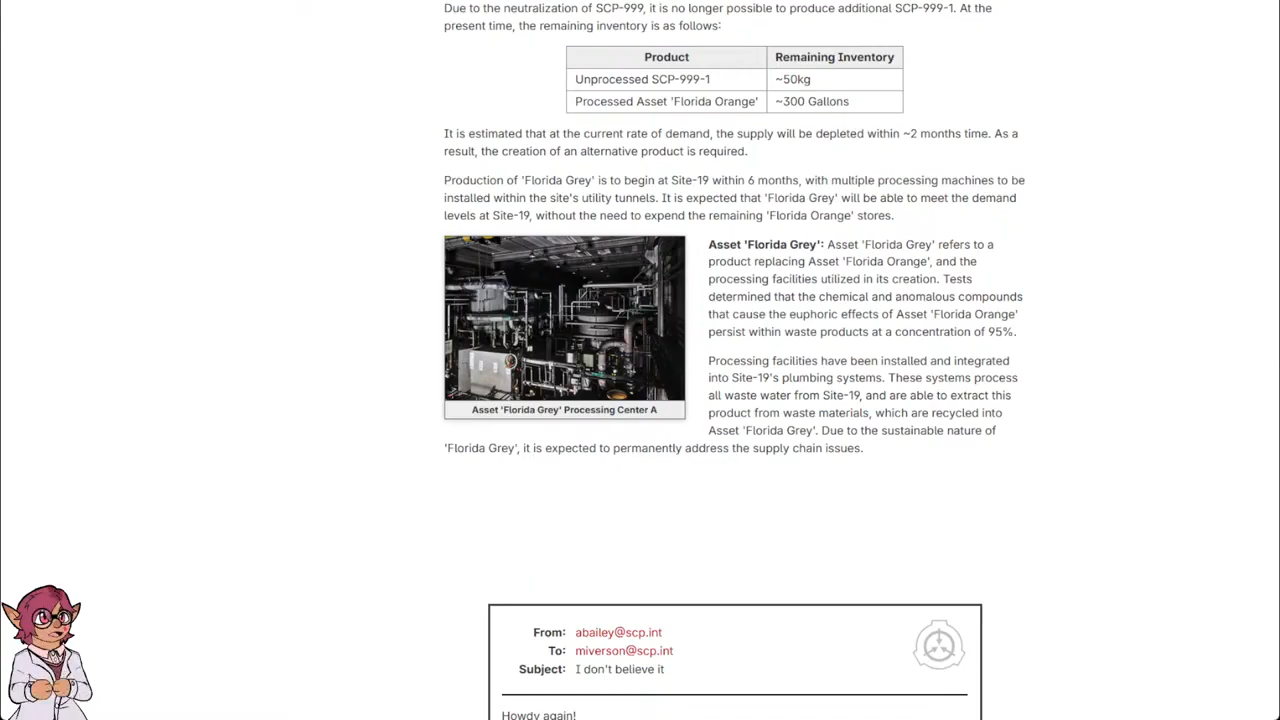 Due to the neutralization of SCP-999, it is no longer possible to produce additional SCP-999-1. At the
present time, the remaining inventory is as follows:
Product Remaining Inventory
Unprocessed SCP-999-1 ~50kg
Processed Asset 'Florida Orange' ~300 Gallons
It is estimated that at the current rate of demand, the supply will be depleted within ~2 months time. As a
result, the creation of an alternative product is required.
Production of 'Florida Grey' is to begin at Site-19 within 6 months, with multiple processing machines to be
installed within the site's utility tunnels. It is expected that 'Florida Grey' will be able to meet the demand
levels at Site-19, without the need to expend the remaining 'Florida Orange' stores.
Asset 'Florida Grey' Processing Center A
Asset 'Florida Grey': Asset 'Florida Grey' refers to a
product replacing Asset 'Florida Orange', and the
processing facilities utilized in its creation. Tests
determined that the chemical and anomalous compounds
that cause the euphoric effects of Asset 'Florida Orange'
persist within waste products at a concentration of 95%.
Processing facilities have been installed and integrated
into Site-19's plumbing systems. These systems process
all waste water from Site-19, and are able to extract this
product from waste materials, which are recycled into
Asset 'Florida Grey'. Due to the sustainable nature of
'Florida Grey', it is expected to permanently address the supply chain issues.
From: abailey@scp.int
To: miverson@scp.int
Subject: I don't believe it
Howdy again!